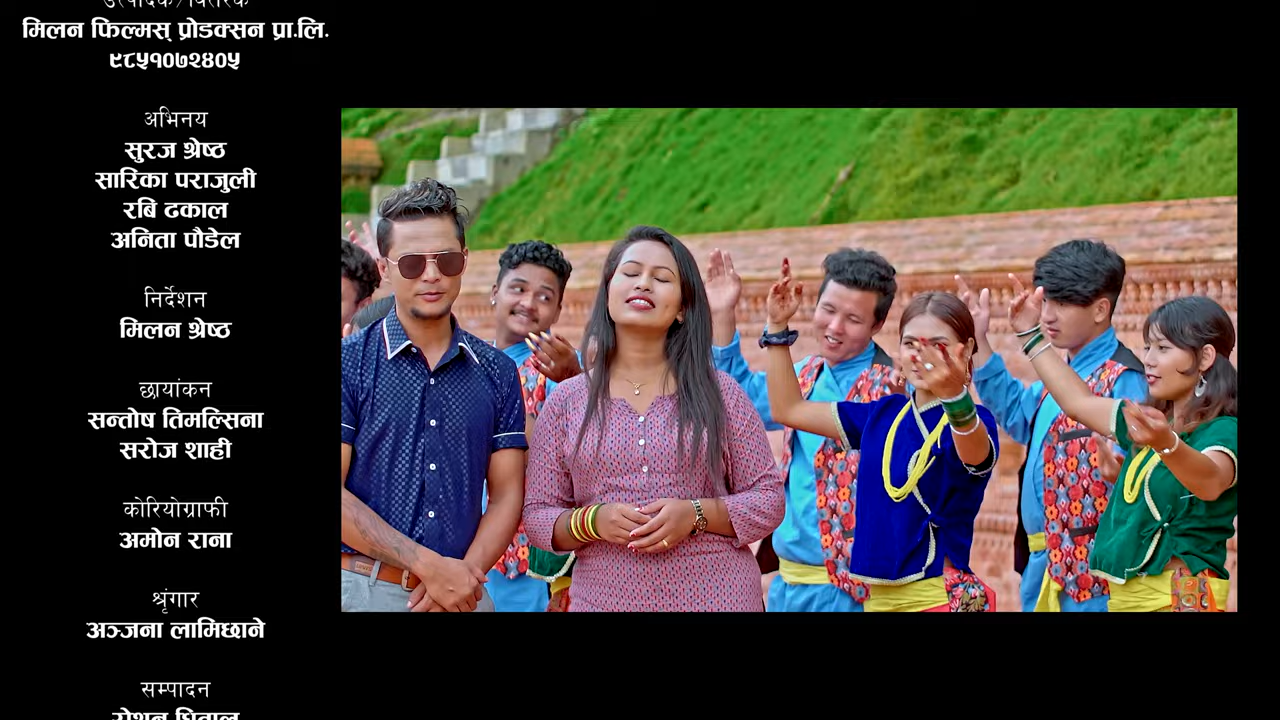 मिलन फिल्मस् प्रोडक्सन प्रा.लि.
९८५१०७२४०५
अभिनय
सुरज श्रेष्ठ
सारिका पराजुली
रबि ढकाल
अनिता पौडेल
निर्देशन
मिलन श्रेष्ठ
छायांकन
सन्तोष तिमल्सिना
सरोज शाही
कोरियोग्राफी
अमोन राना
श्रृंगार
अञ्जना लामिछाने
सम्पादन